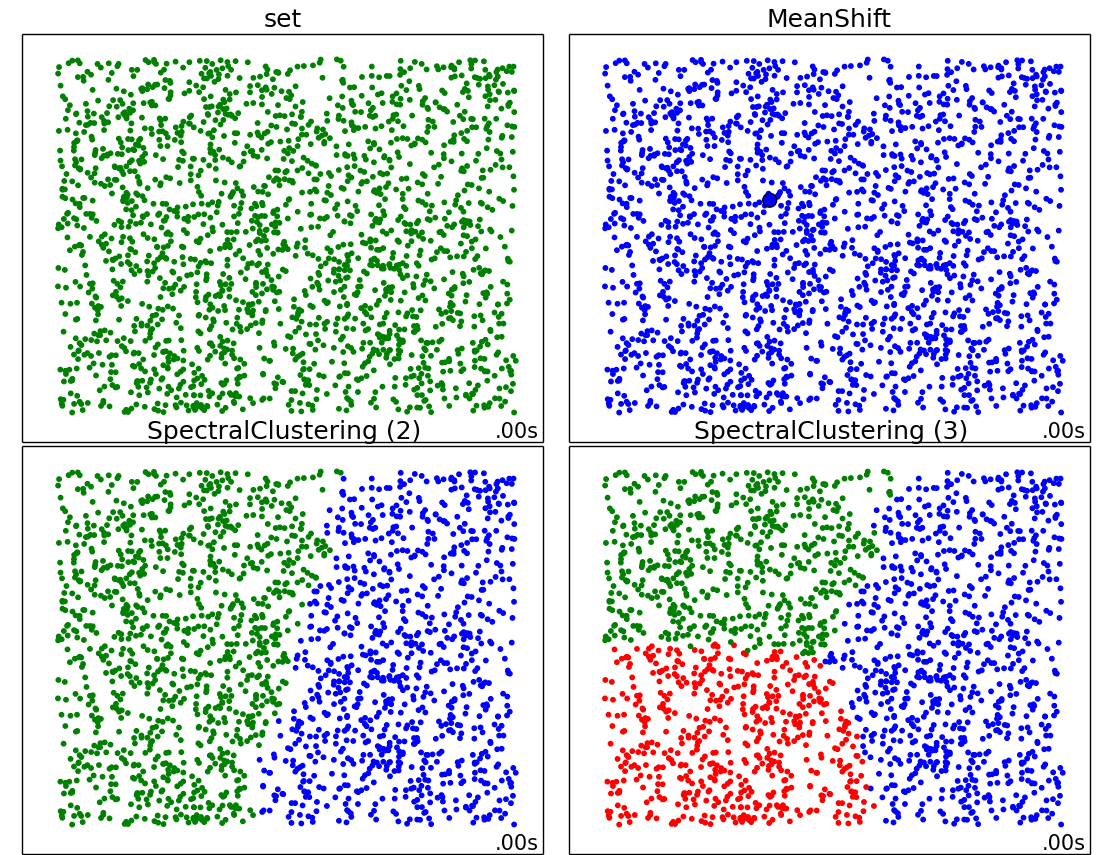 set
MeanShift
.00s
.00s
SpectralClustering (2)
SpectralClustering (3)
.00s
.00s